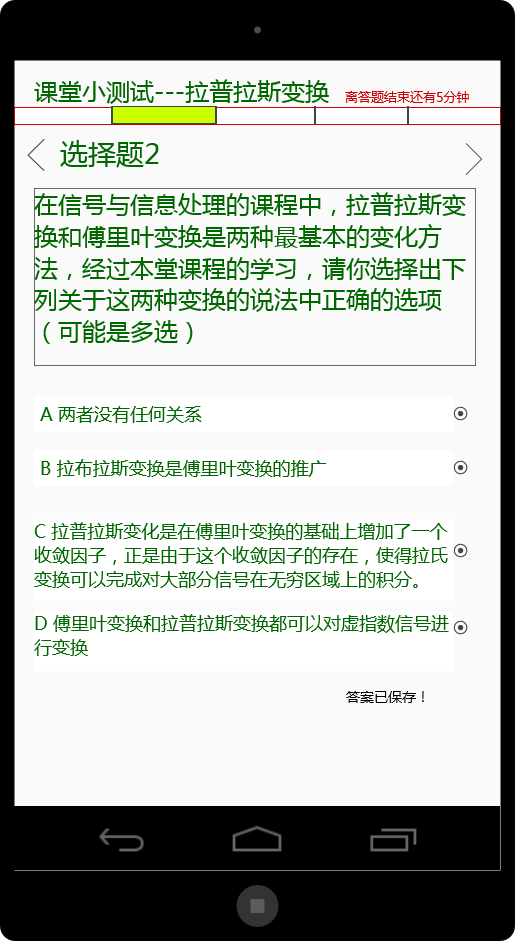 课堂小测试---拉普拉斯变换 离答题结束还有5分钟
选择题2
在信号与信息处理的课程中，拉普拉斯变
换和傅里叶变换是两种最基本的变化方
法，经过本堂课程的学习，请你选择出下
列关于这两种变换的说法中正确的选项
（可能是多选）
A 两者没有任何关系
B 拉布拉斯变换是傅里叶变换的推广
C 拉普拉斯变化是在傅里叶变换的基础上增加了一个
收敛因子，正是由于这个收敛因子的存在，使得拉氏
变换可以完成对大部分信号在无穷区域上的积分。
D 傅里叶变换和拉普拉斯变换都可以对虚指数信号进
行变换
答案已保存！